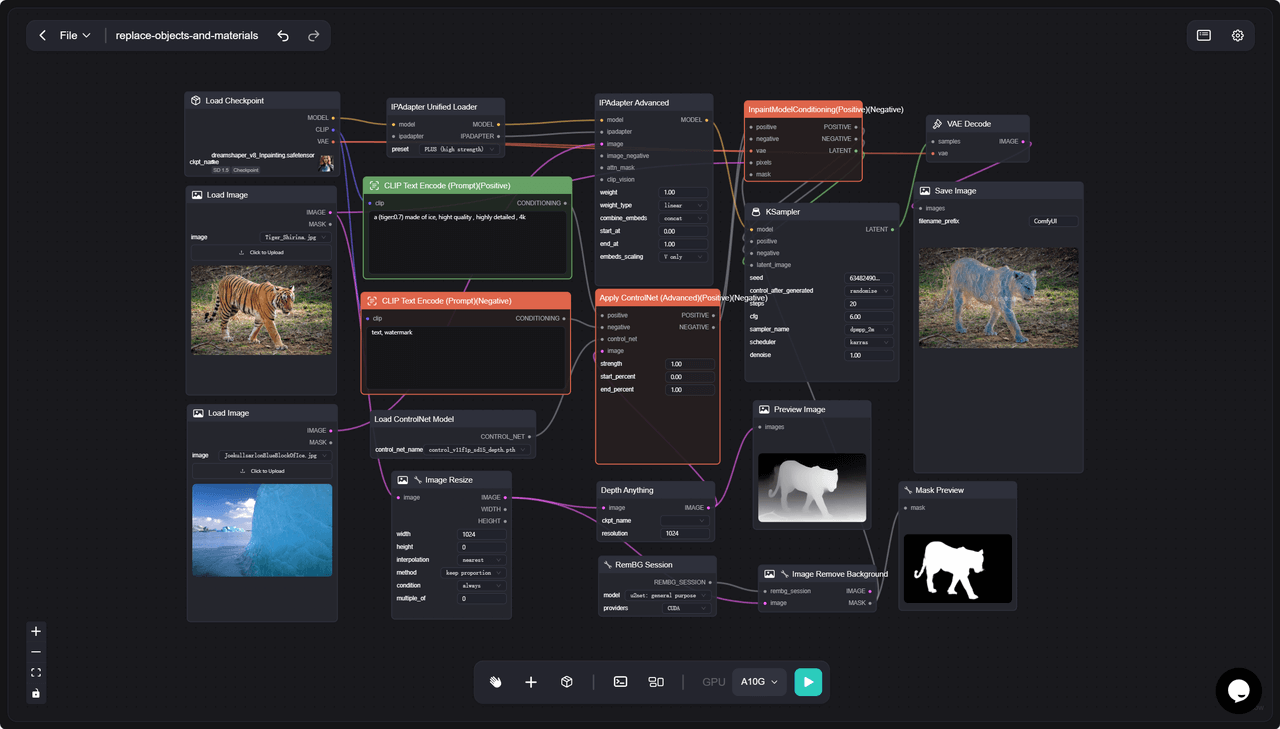 File
replace-objects-and-materials
Load Checkpoint
MODEL
CLIP
VAE
dreamshaper_v8_Inpainting.safetensor
ckpt_name
SD 1.5 Checkpoint
Load Image
IMAGE
MASK
image Tiger_Shirina.jpg
Click to Upload
Load Image
IMAGE
MASK
image
Click to Upload
IPAdapter Unified Loader
model MODEL
ipadapter IPADAPTER
preset PLUS (high strength)
CLIP Text Encode (Prompt)(Positive)
clip CONDITIONING
a (tiger:0.7) made of ice, hight quality , highly detailed , 4k
CLIP Text Encode (Prompt)(Negative)
clip CONDITIONING
text, watermark
Load ControlNet Model
CONTROL_NET
control_net_name control_v11f1p_sd15_depth.pth
Image Resize
image IMAGE
WIDTH
HEIGHT
width 1024
height 0
interpolation nearest
method keep proportion
condition always
multiple_of 0
IPAdapter Advanced
model MODEL
ipadapter
image
image_negative
attn_mask
clip_vision
weight 1.00
weight_type linear
combine_embeds concat
start_at 0.00
end_at 1.00
embeds_scaling V only
Apply ControlNet (Advanced)(Positive)(Negative)
positive POSITIVE
negative NEGATIVE
control_net
image
strength 1.00
start_percent 0.00
end_percent 1.00
Depth Anything
image IMAGE
ckpt_name
resolution 1024
RemBG Session
REMBG_SESSION
model u2net: general purpose
providers CUDA
InpaintModelConditioning(Positive)(Negative)
positive POSITIVE
negative NEGATIVE
vae LATENT
pixels
mask
KSampler
model LATENT
positive
negative
latent_image
seed 63482490...
control_after_generated randomize
steps 20
cfg 6.00
sampler_name dpmpp_2m
scheduler karras
denoise 1.00
Preview Image
images
Image Remove Background
rembg_session IMAGE
image MASK
VAE Decode
samples IMAGE
vae
Save Image
images
filename_prefix ComfyUI
Mask Preview
mask
GPU A10G